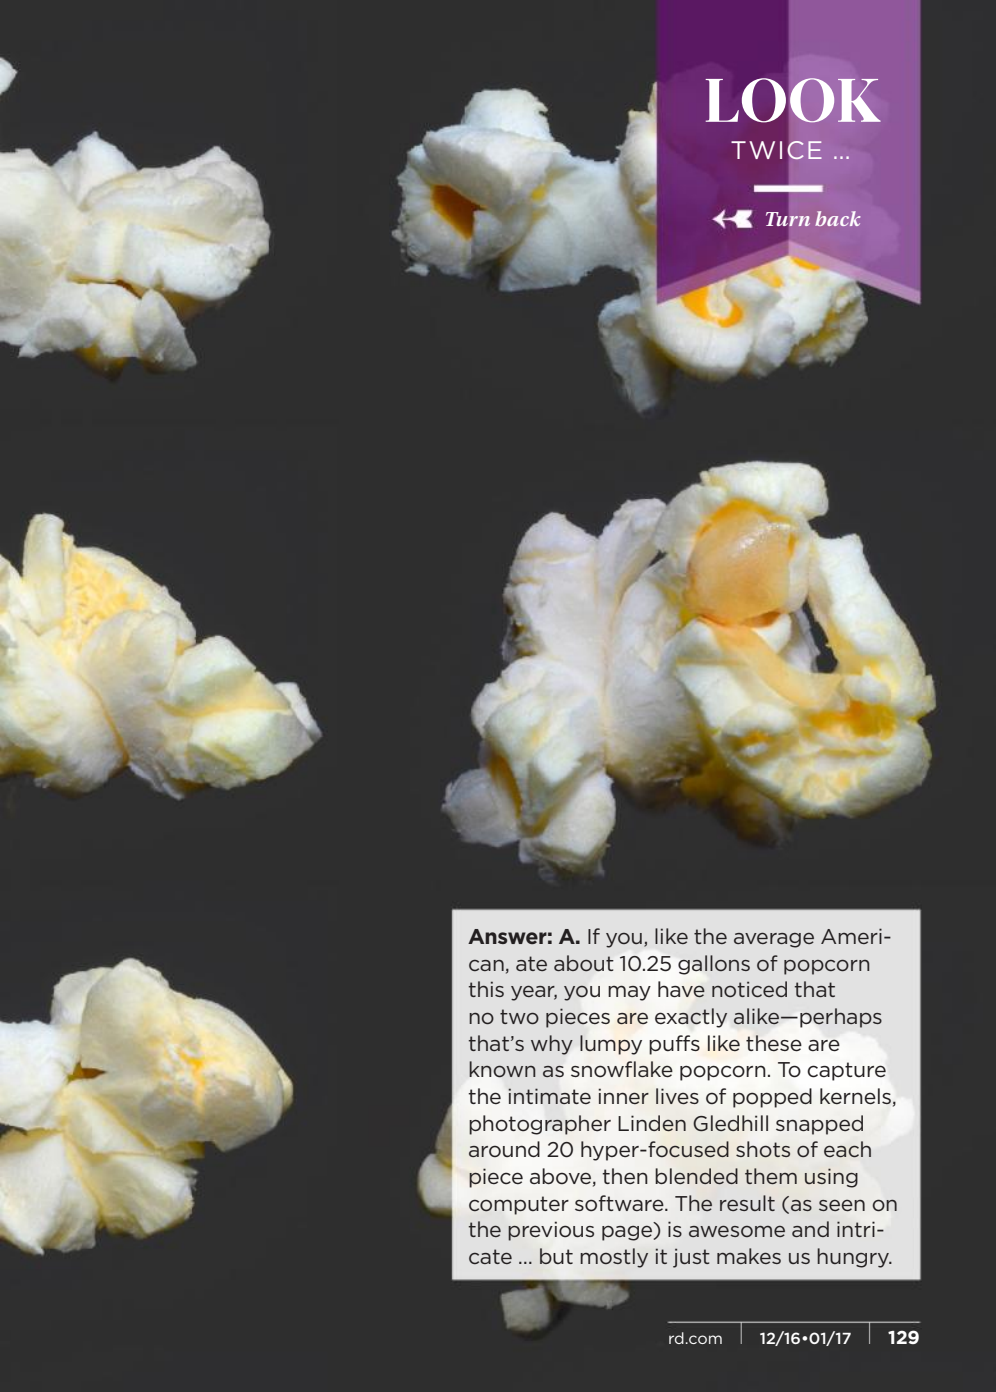 LOOK
TWICE ...
Turn back
Answer: A. If you, like the average Ameri-
can, ate about 10.25 gallons of popcorn
this year, you may have noticed that
no two pieces are exactly alike—perhaps
that's why lumpy puffs like these are
known as snowflake popcorn. To capture
the intimate inner lives of popped kernels,
photographer Linden Gledhill snapped
around 20 hyper-focused shots of each
piece above, then blended them using
computer software. The result (as seen on
the previous page) is awesome and intri-
cate ... but mostly it just makes us hungry.
rd.com | 12/16•01/17 | 129